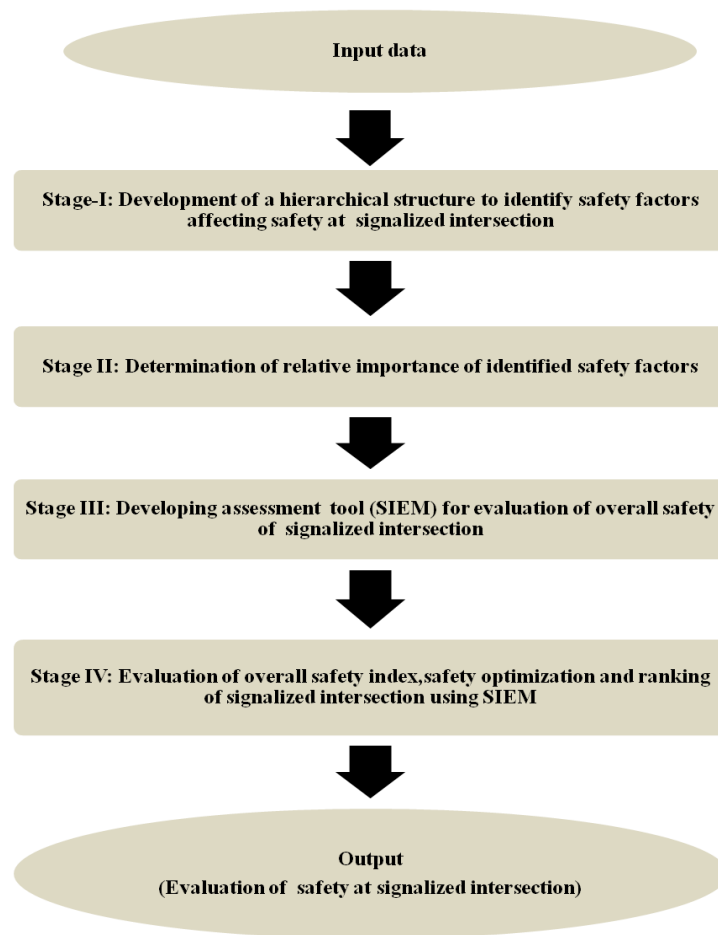 Input data
Stage-I: Development of a hierarchical structure to identify safety factors
affecting safety at signalized intersection
Stage II: Determination of relative importance of identified safety factors
Stage III: Developing assessment tool (SIEM) for evaluation of overall safety
of signalized intersection
Stage IV: Evaluation of overall safety index,safety optimization and ranking
of signalized intersection using SIEM
Output
(Evaluation of safety at signalized intersection)